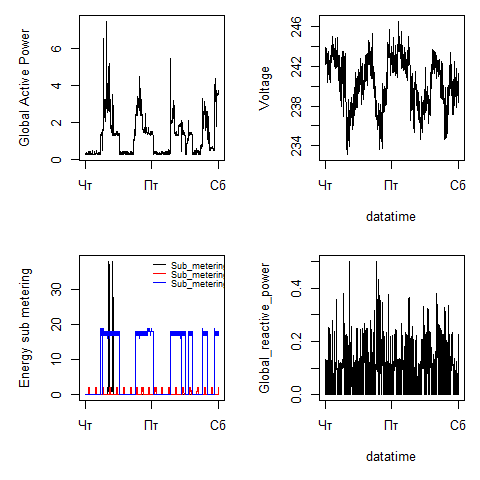 Global Active Power
0 2 4 6
Чт Пт Сб
Voltage
234 238 242 246
Чт Пт Сб
datatime
Energy sub metering
0 10 20 30
Sub_metering
Sub_metering
Sub_metering
Чт Пт Сб
Global_reactive_power
0.0 0.2 0.4
Чт Пт Сб
datatime